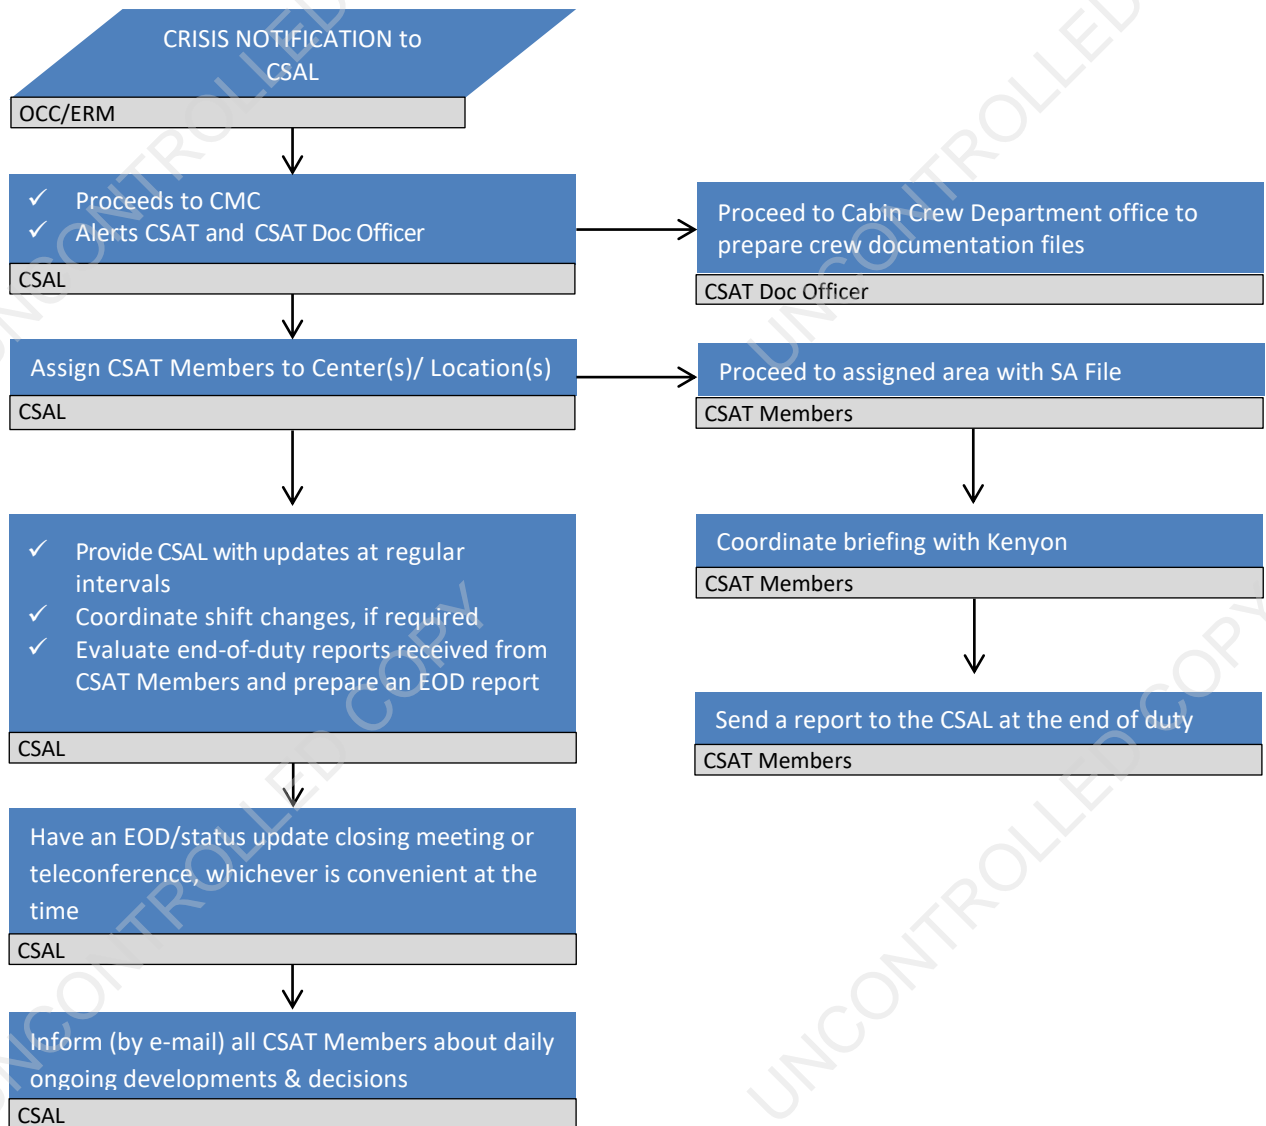 CRISIS NOTIFICATION to
CSAL
OCC/ERM
✓ Proceeds to CMC
✓ Alerts CSAT and CSAT Doc Officer
CSAL
Proceed to Cabin Crew Department office to
prepare crew documentation files
CSAT Doc Officer
Assign CSAT Members to Center(s)/ Location(s)
CSAL
Proceed to assigned area with SA File
CSAT Members
✓ Provide CSAL with updates at regular
intervals
✓ Coordinate shift changes, if required
✓ Evaluate end-of-duty reports received from
CSAT Members and prepare an EOD report
CSAL
Coordinate briefing with Kenyon
CSAT Members
Send a report to the CSAL at the end of duty
CSAT Members
Have an EOD/status update closing meeting or
teleconference, whichever is convenient at the
time
CSAL
Inform (by e-mail) all CSAT Members about daily
ongoing developments & decisions
CSAL
UNCONTROLLED COPY
UNCONTROLLED COPY
UNCONTROLLED
UNCONTROLLED